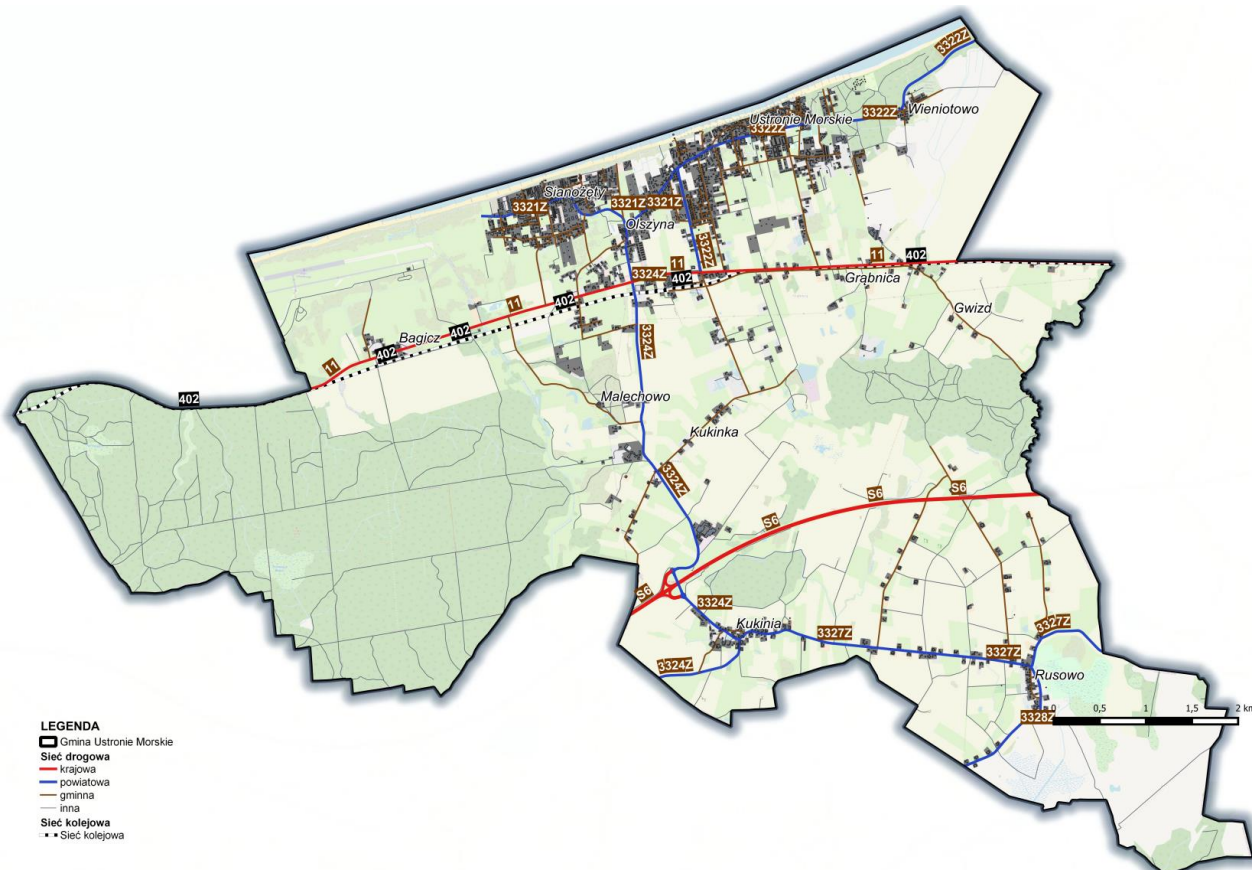 3322Z
Wieniotowo
3322Z
Ustronie Morskie
3322Z
Sianożęty
3321Z
3321Z
3321Z
Olszyna
3322Z
11
402
11
3324Z
402
Grąbnica
Gwizd
402
11
3324Z
Bagicz
402
402
11
402
Malechowo
Kukinka
3324Z
S6
S6
S6
S6
3324Z
Kukinia
3327Z
3327Z
3327Z
3324Z
Rusowo
3328Z
0 0,5 1 1,5 2 km
LEGENDA
Gmina Ustronie Morskie
Sieć drogowa
krajowa
powiatowa
gminna
inna
Sieć kolejowa
Sieć kolejowa